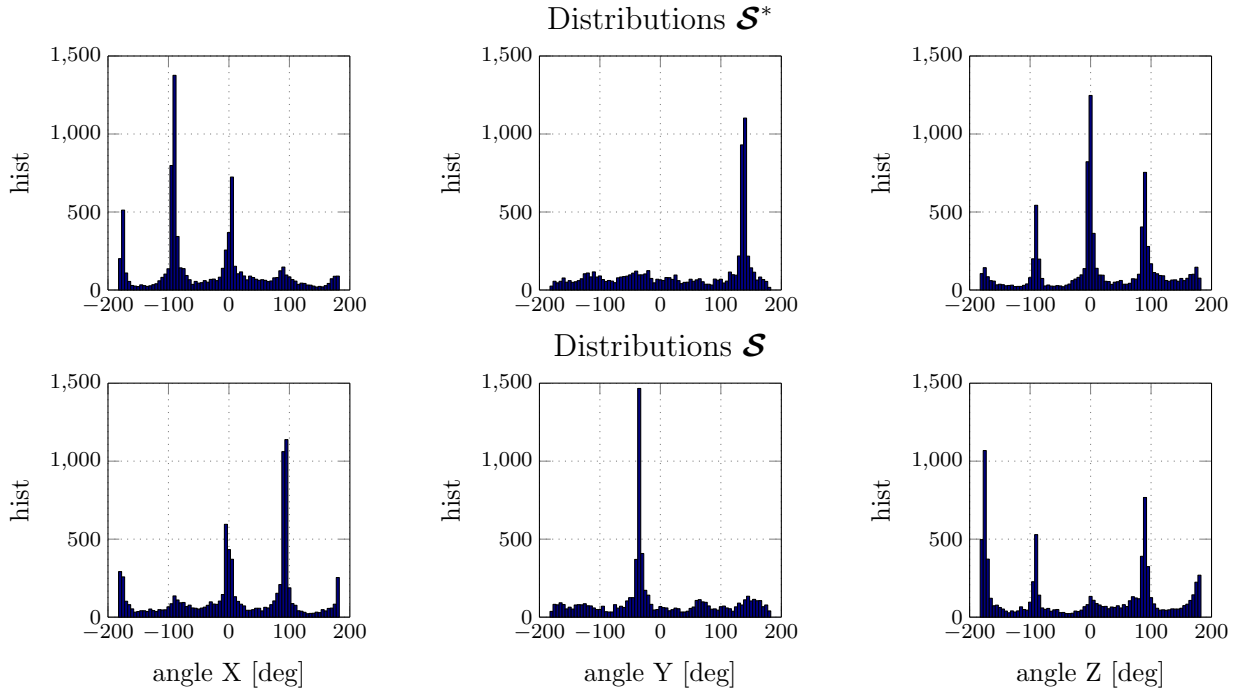 Distributions 𝓢*
1,500 1,500 1,500
1,000 1,000 1,000
hist hist hist
500 500 500
0 0 0
−200 −100 0 100 200 −200 −100 0 100 200 −200 −100 0 100 200
Distributions 𝓢
1,500 1,500 1,500
1,000 1,000 1,000
hist hist hist
500 500 500
0 0 0
−200 −100 0 100 200 −200 −100 0 100 200 −200 −100 0 100 200
angle X [deg] angle Y [deg] angle Z [deg]